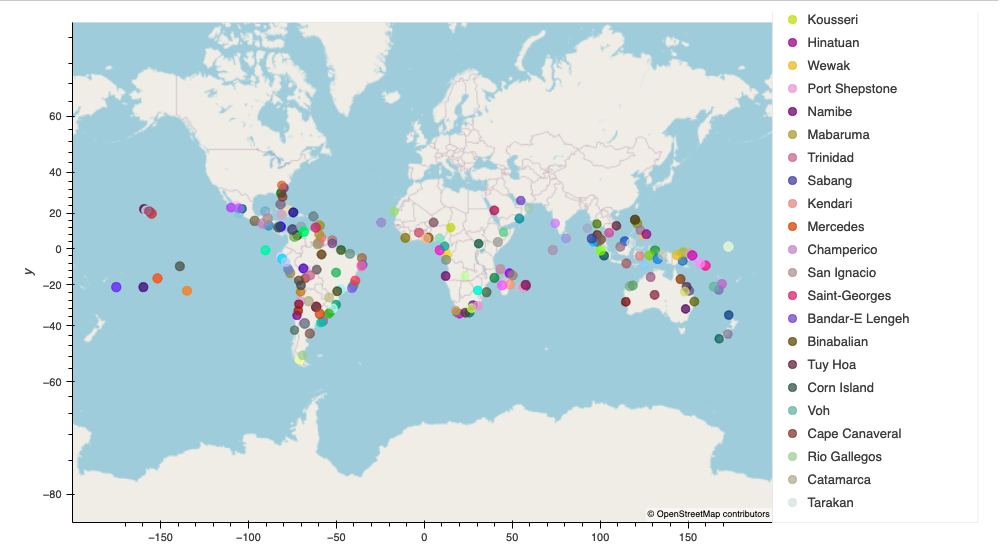 Kousseri
Hinatuan
Wewak
Port Shepstone
Namibe
Mabaruma
Trinidad
Sabang
Kendari
Mercedes
Champerico
San Ignacio
Saint-Georges
Bandar-E Lengeh
Binabalian
Tuy Hoa
Corn Island
Voh
Cape Canaveral
Rio Gallegos
Catamarca
Tarakan
60
40
20
0
−20
−40
−60
−80
y
© OpenStreetMap contributors
−150
−100
−50
0
50
100
150